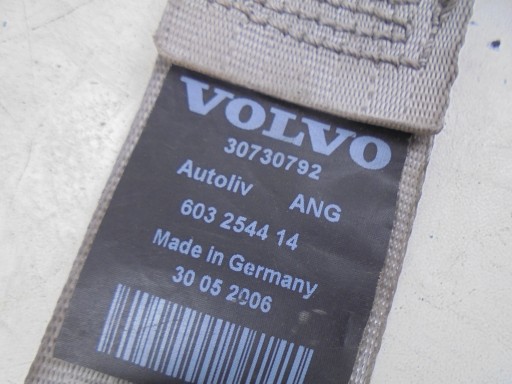 VOLVO
30730792
Autoliv ANG
603 2544 14
Made in Germany
30 05 2006